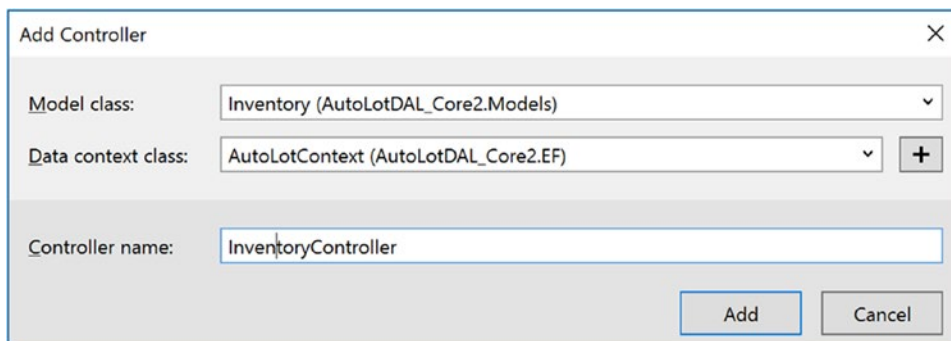 Add Controller
Model class: Inventory (AutoLotDAL_Core2.Models)
Data context class: AutoLotContext (AutoLotDAL_Core2.EF) +
Controller name: InventoryController
Add Cancel